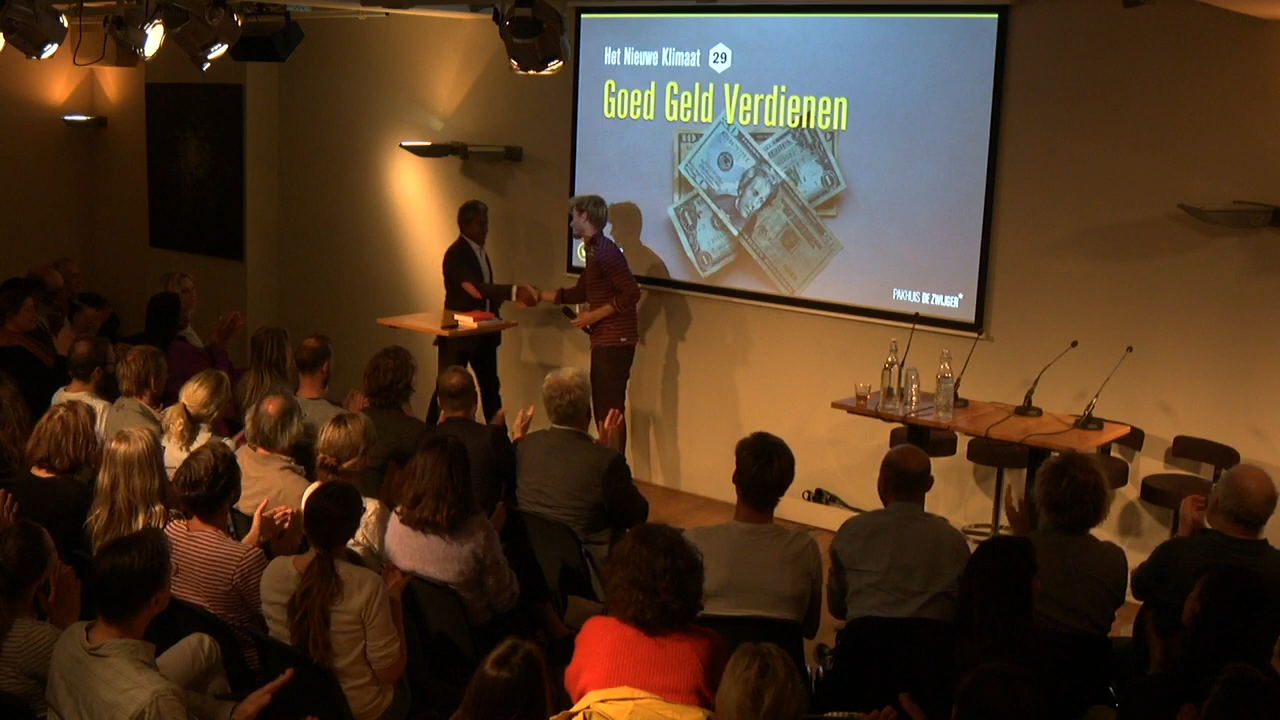 Het Nieuwe Klimaat 29
Goed Geld Verdienen
PAKHUIS DE ZWIJGER